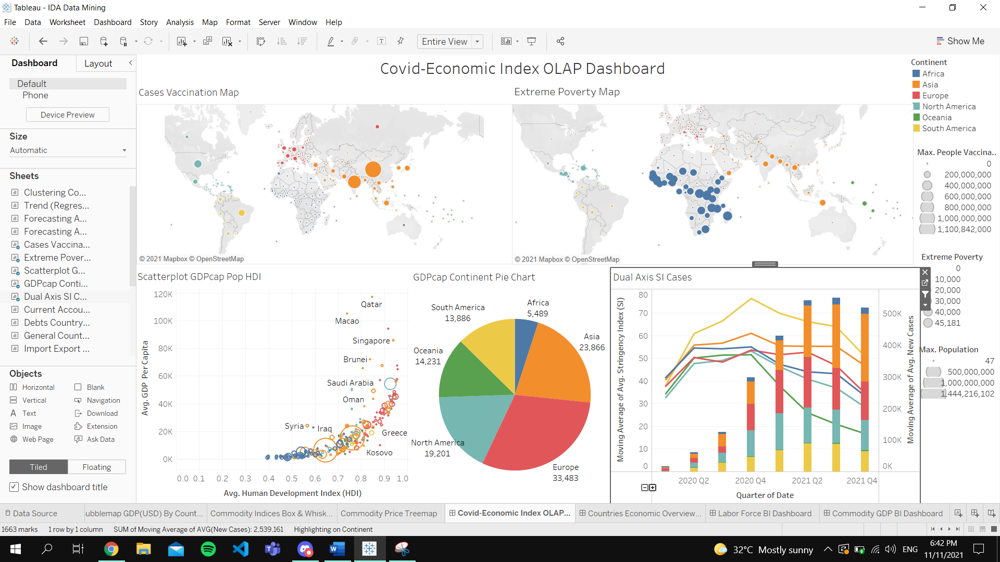 Tableau - IDA Data Mining
File Data Worksheet Dashboard Story Analysis Map Format Server Window Help
Entire View
Show Me
Dashboard Layout
Default
Phone
Device Preview
Size
Automatic
Sheets
Clustering Co...
Trend (Regres...
Forecasting A...
Forecasting A...
Cases Vaccina...
Extreme Pover...
Scatterplot G...
GDPcap Conti...
Dual Axis SI C...
Current Accou...
Debts Country...
General Count...
Import Export ...
Objects
Horizontal Blank
Vertical Navigation
Text Download
Image Extension
Web Page Ask Data
Tiled Floating
Show dashboard title
Covid-Economic Index OLAP Dashboard
Cases Vaccination Map
© 2021 Mapbox © OpenStreetMap
Extreme Poverty Map
© 2021 Mapbox © OpenStreetMap
Continent
Africa
Asia
Europe
North America
Oceania
South America
Max. People Vaccina..
0
200,000,000
400,000,000
600,000,000
800,000,000
1,000,000,000
1,100,842,000
Extreme Poverty
0
10,000
20,000
30,000
40,000
45,181
Max. Population
47
500,000,000
1,000,000,000
1,444,216,102
Scatterplot GDPcap Pop HDI
Avg. GDP Per Capita
120K
100K
80K
60K
40K
20K
0K
Qatar
Macao
Singapore
Brunei
Saudi Arabia
Oman
Syria
Iraq
Greece
Kosovo
0.0 0.1 0.2 0.3 0.4 0.5 0.6 0.7 0.8 0.9 1.0
Avg. Human Development Index (HDI)
GDPcap Continent Pie Chart
Africa
5,489
Asia
23,866
Europe
33,483
North America
19,201
Oceania
14,231
South America
13,886
Dual Axis SI Cases
Moving Average of Avg. Stringency Index (SI)
80
70
60
50
40
30
20
10
0
500K
400K
300K
200K
100K
0K
Moving Average of Avg. New Cases
2020 Q2 2020 Q4 2021 Q2 2021 Q4
Quarter of Date
Data Source
ubblemap GDP(USD) By Count...
Commodity Indices Box & Whisk...
Commodity Price Treemap
Covid-Economic Index OLAP...
Countries Economic Overview...
Labor Force BI Dashboard
Commodity GDP BI Dashboard
1663 marks 1 row by 1 column SUM of Moving Average of AVG(New Cases): 2,539,161 Highlighting on Continent
32°C Mostly sunny
ENG
6:42 PM
11/11/2021